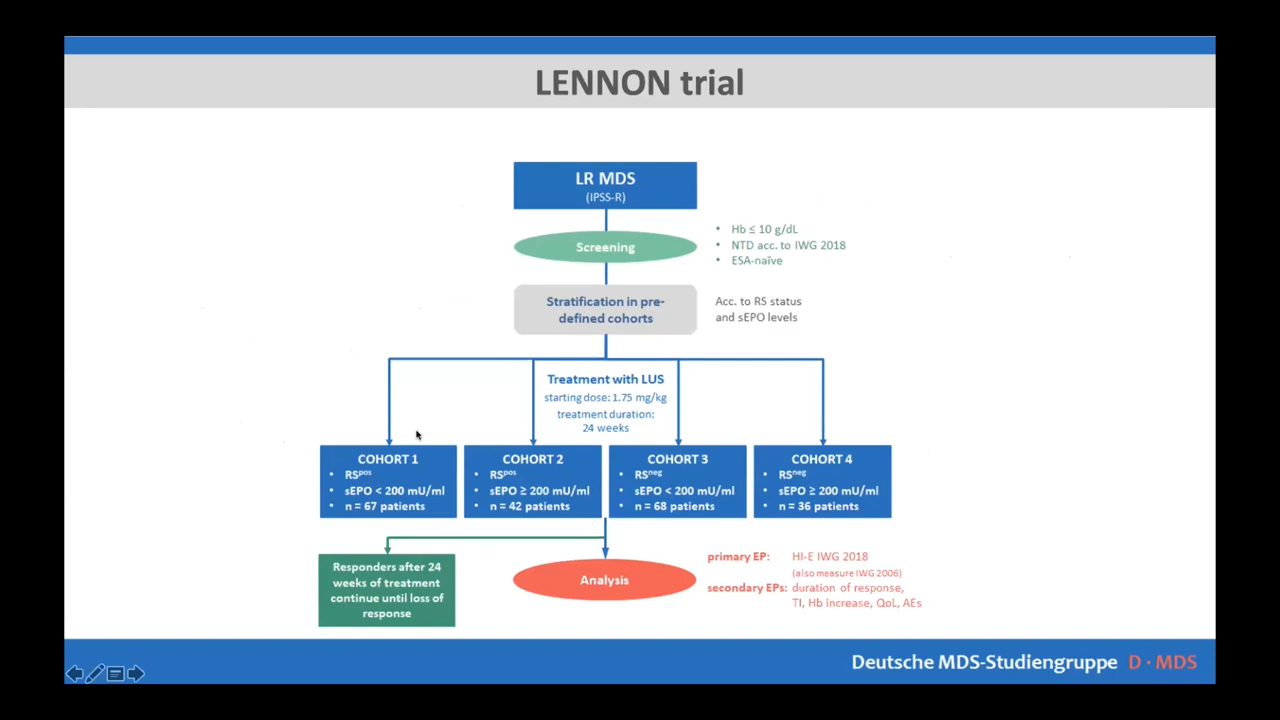 LENNON trial
LR MDS
(IPSS-R)
Screening
• Hb ≤ 10 g/dL
• NTD acc. to IWG 2018
• ESA-naïve
Stratification in pre-
defined cohorts
Acc. to RS status
and sEPO levels
Treatment with LUS
starting dose: 1.75 mg/kg
treatment duration:
24 weeks
COHORT 1
• RSpos
• sEPO < 200 mU/ml
• n = 67 patients
COHORT 2
• RSpos
• sEPO ≥ 200 mU/ml
• n = 42 patients
COHORT 3
• RSneg
• sEPO < 200 mU/ml
• n = 68 patients
COHORT 4
• RSneg
• sEPO ≥ 200 mU/ml
• n = 36 patients
Responders after 24
weeks of treatment
continue until loss of
response
Analysis
primary EP: HI-E IWG 2018
(also measure IWG 2006)
secondary EPs: duration of response,
TI, Hb increase, QoL, AEs
Deutsche MDS-Studiengruppe D · MDS